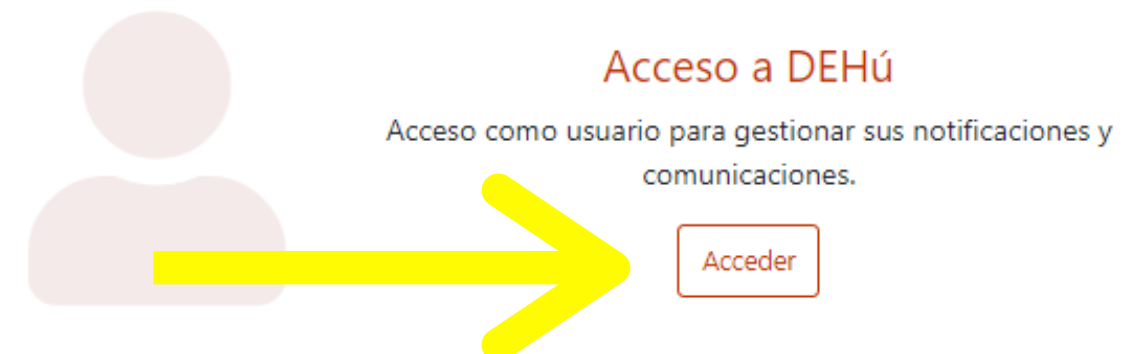 Acceso a DEHú
Acceso como usuario para gestionar sus notificaciones y
comunicaciones.
Acceder